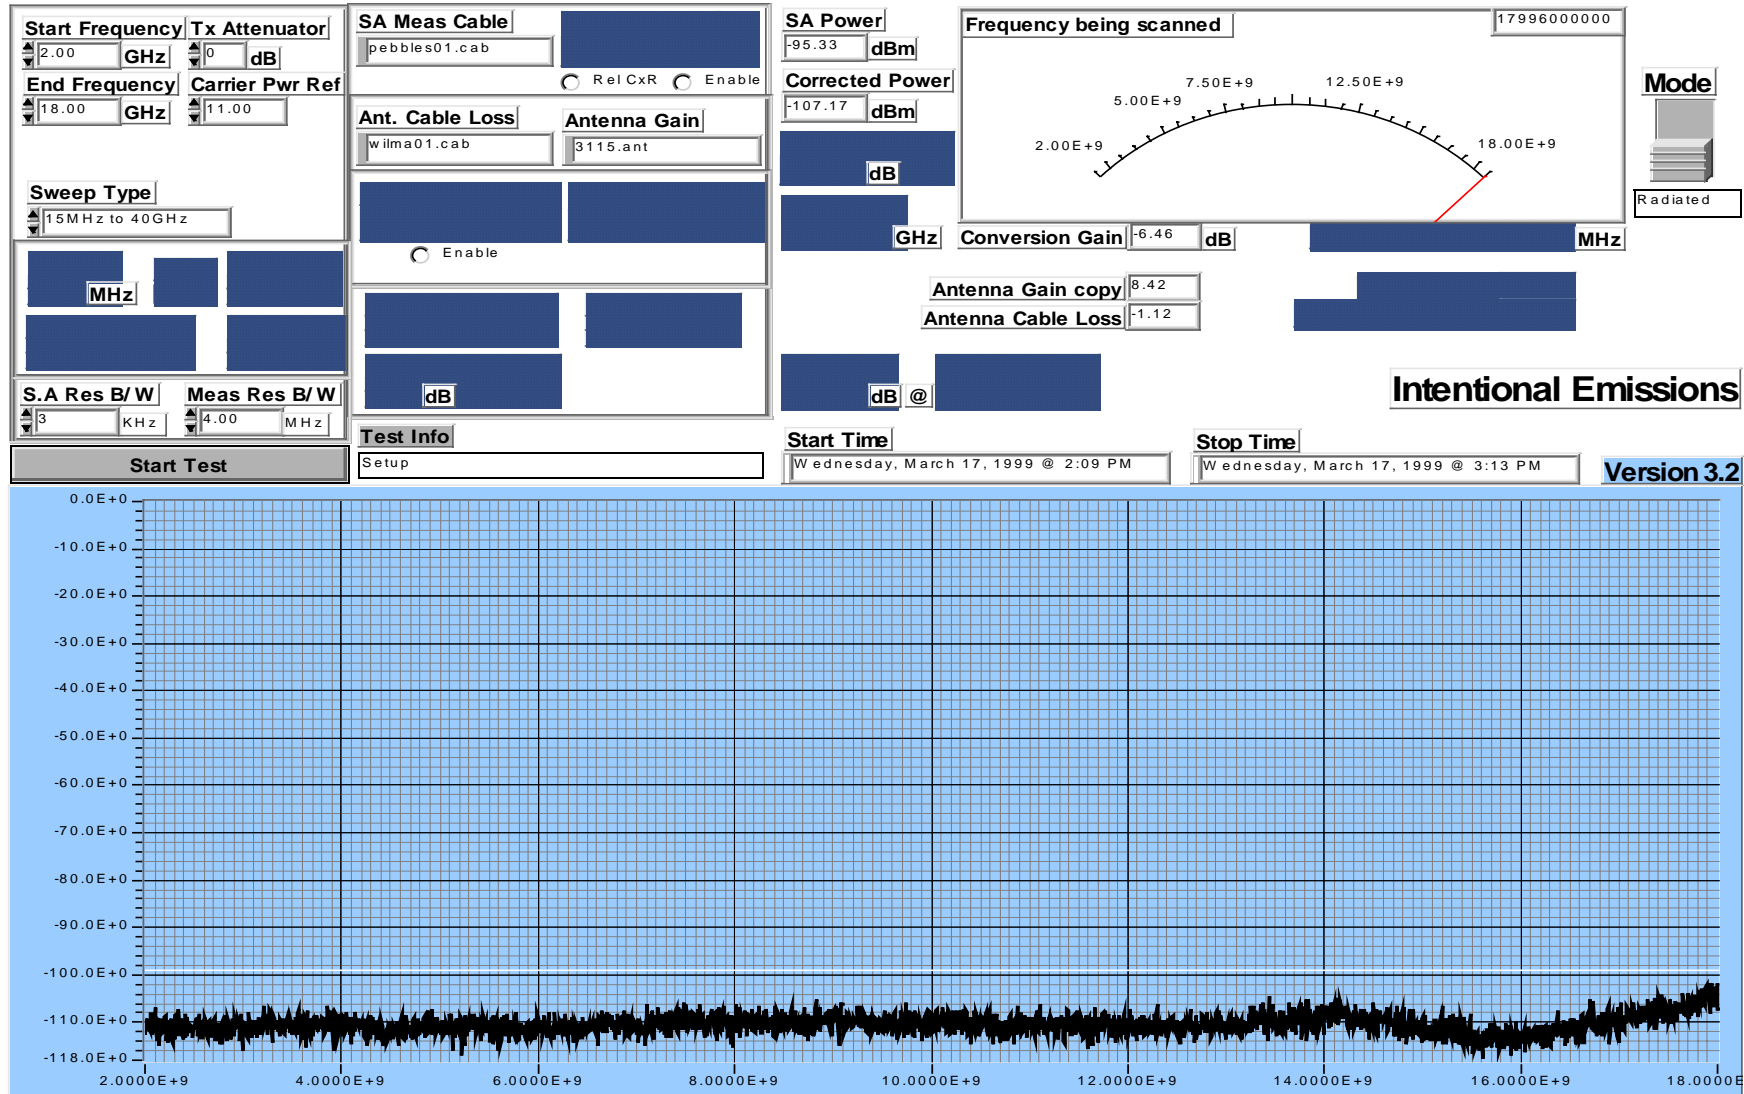 Start Frequency
2.00 GHz
Tx Attenuator
0 dB
End Frequency
18.00 GHz
Carrier Pwr Ref
11.00
Sweep Type
15MHz to 40GHz
MHz
S.A Res B/W
3 KHz
Meas Res B/W
4.00 MHz
Start Test
SA Meas Cable
pebbles01.cab
Rel CxR
Enable
Ant. Cable Loss
wilma01.cab
Antenna Gain
3115.ant
Enable
dB
Test Info
Setup
SA Power
-95.33 dBm
Corrected Power
-107.17 dBm
dB
GHz
dB @
Frequency being scanned
17996000000
2.00E+9
5.00E+9
7.50E+9
12.50E+9
18.00E+9
Mode
Radiated
Conversion Gain -6.46 dB
MHz
Antenna Gain copy 8.42
Antenna Cable Loss -1.12
Intentional Emissions
Start Time
Wednesday, March 17, 1999 @ 2:09 PM
Stop Time
Wednesday, March 17, 1999 @ 3:13 PM
Version 3.2
0.0E+0
-10.0E+0
-20.0E+0
-30.0E+0
-40.0E+0
-50.0E+0
-60.0E+0
-70.0E+0
-80.0E+0
-90.0E+0
-100.0E+0
-110.0E+0
-118.0E+0
2.0000E+9 4.0000E+9 6.0000E+9 8.0000E+9 10.0000E+9 12.0000E+9 14.0000E+9 16.0000E+9 18.0000E